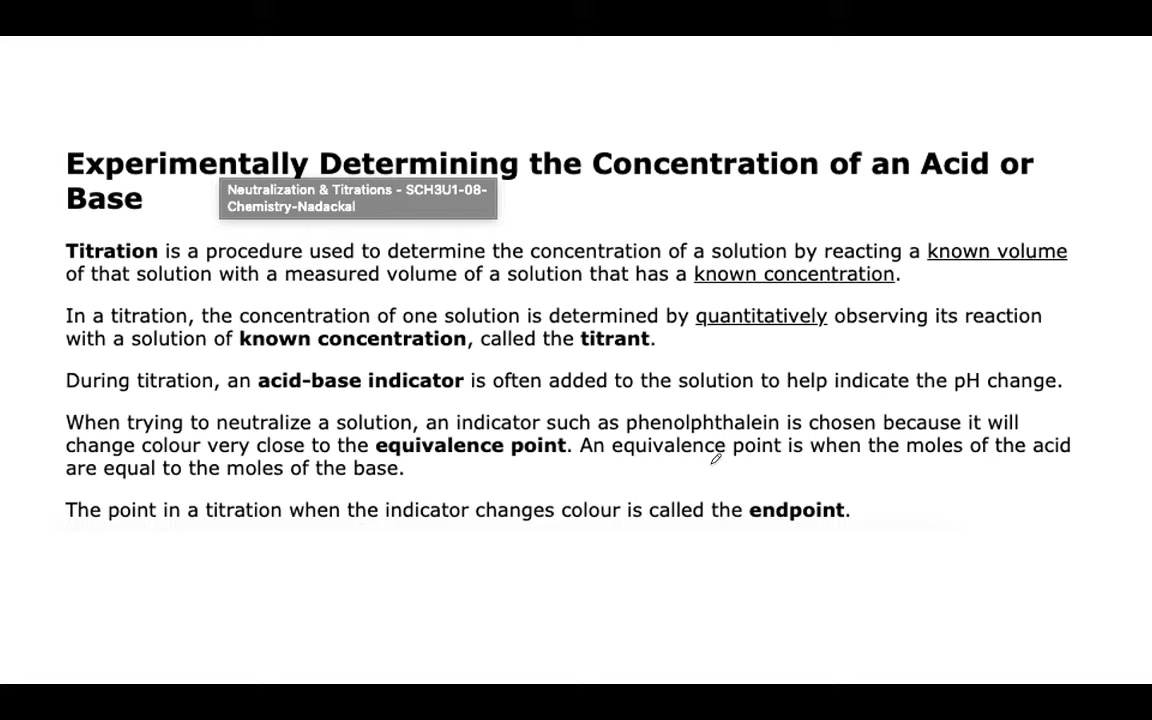 Experimentally Determining the Concentration of an Acid or
Base
Neutralization & Titrations - SCH3U1-08-
Chemistry-Nadackal
Titration is a procedure used to determine the concentration of a solution by reacting a known volume
of that solution with a measured volume of a solution that has a known concentration.
In a titration, the concentration of one solution is determined by quantitatively observing its reaction
with a solution of known concentration, called the titrant.
During titration, an acid-base indicator is often added to the solution to help indicate the pH change.
When trying to neutralize a solution, an indicator such as phenolphthalein is chosen because it will
change colour very close to the equivalence point. An equivalence point is when the moles of the acid
are equal to the moles of the base.
The point in a titration when the indicator changes colour is called the endpoint.